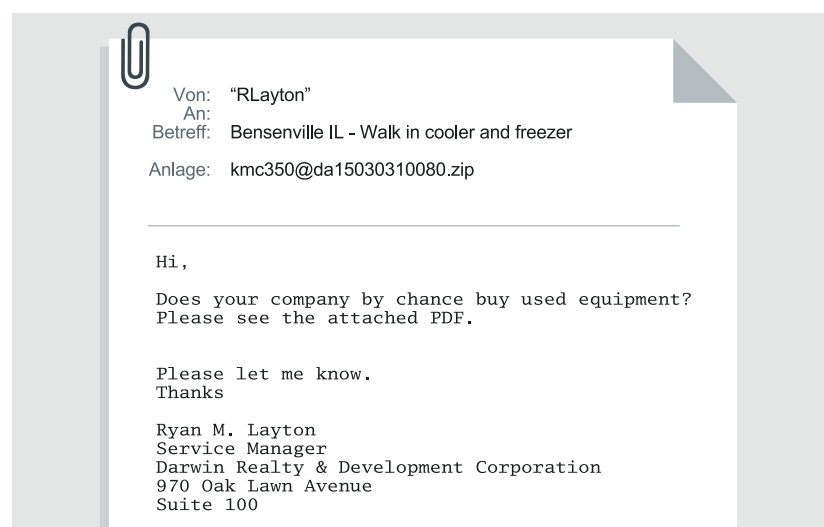 Von: “RLayton”
An:
Betreff: Bensenville IL - Walk in cooler and freezer
Anlage: kmc350@da15030310080.zip
Hi,
Does your company by chance buy used equipment?
Please see the attached PDF.
Please let me know.
Thanks
Ryan M. Layton
Service Manager
Darwin Realty & Development Corporation
970 Oak Lawn Avenue
Suite 100